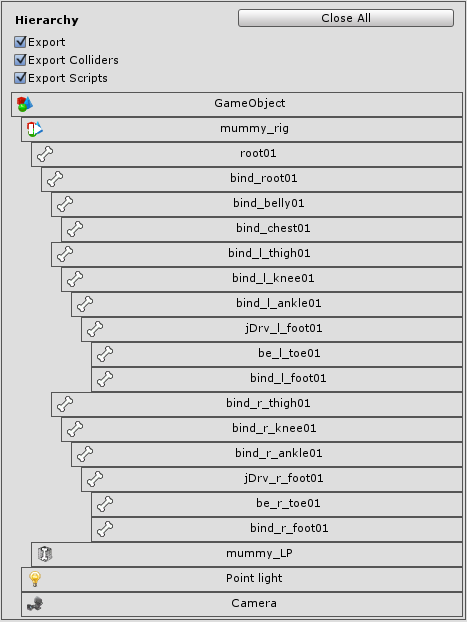 Hierarchy
Close All
Export
Export Colliders
Export Scripts
GameObject
mummy_rig
root01
bind_root01
bind_belly01
bind_chest01
bind_l_thigh01
bind_l_knee01
bind_l_ankle01
jDrv_l_foot01
be_l_toe01
bind_l_foot01
bind_r_thigh01
bind_r_knee01
bind_r_ankle01
jDrv_r_foot01
be_r_toe01
bind_r_foot01
mummy_LP
Point light
Camera